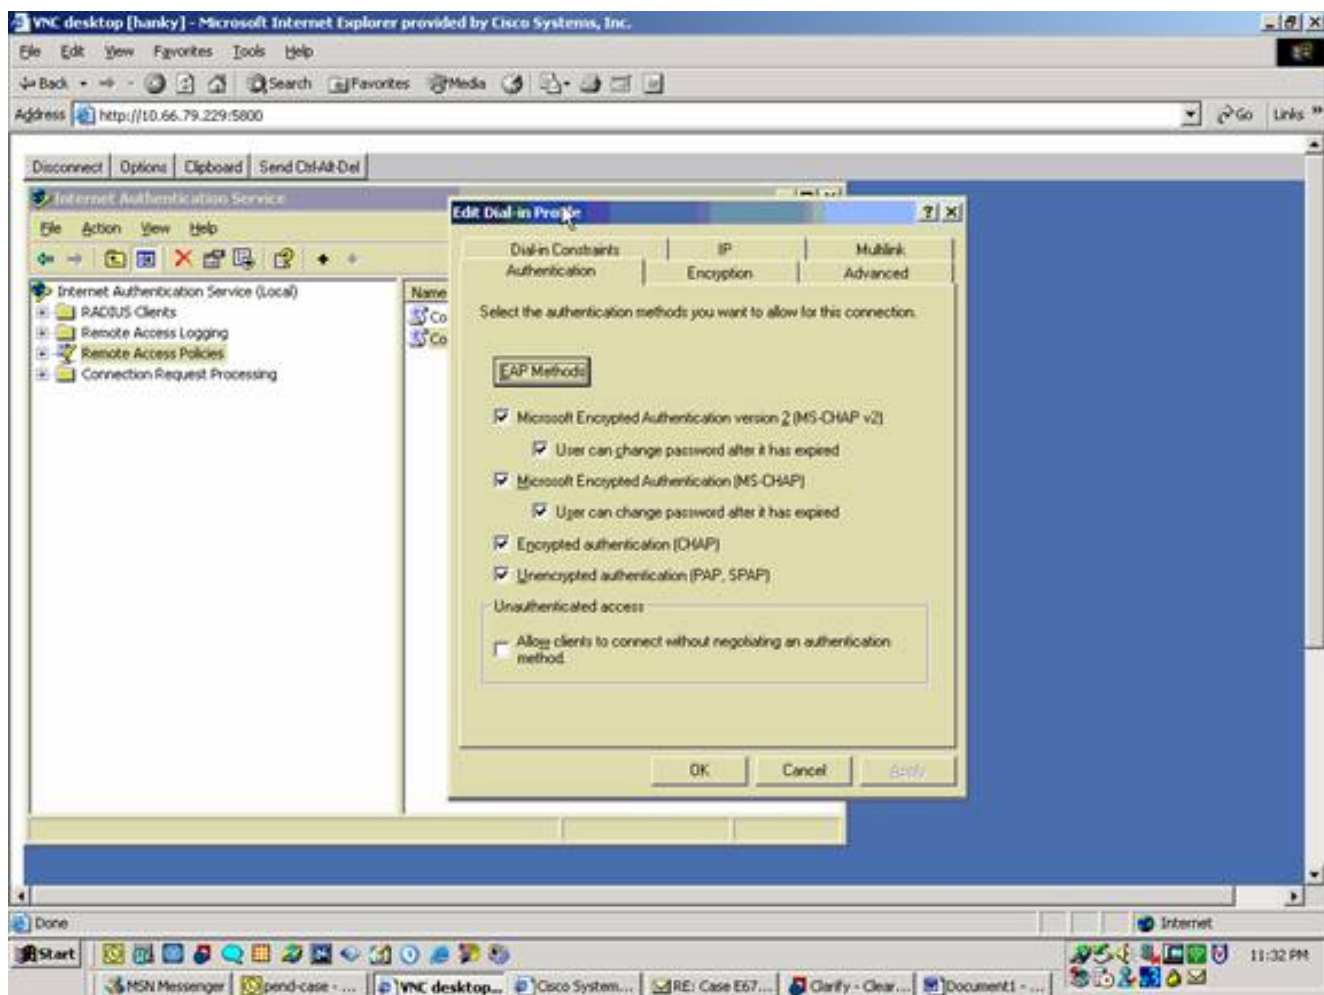 VNC desktop [hanky] - Microsoft Internet Explorer provided by Cisco Systems, Inc.
File Edit View Favorites Tools Help
Back Search Favorites Media
Address http://10.66.79.229:5800 Go Links »
Disconnect Options Clipboard Send Ctrl-Alt-Del
Internet Authentication Service
File Action View Help
Internet Authentication Service (Local)
RADIUS Clients
Remote Access Logging
Remote Access Policies
Connection Request Processing
Name
Co
Co
Edit Dial-in Profile
Dial-in Constraints IP Multilink
Authentication Encryption Advanced
Select the authentication methods you want to allow for this connection.
EAP Methods
Microsoft Encrypted Authentication version 2 (MS-CHAP v2)
User can change password after it has expired
Microsoft Encrypted Authentication (MS-CHAP)
User can change password after it has expired
Encrypted authentication (CHAP)
Unencrypted authentication (PAP, SPAP)
Unauthenticated access
Allow clients to connect without negotiating an authentication
method.
OK Cancel Apply
Done Internet
Start 11:32 PM
MSN Messenger pend-case - ... VNC desktop... Cisco System... RE: Case E67... Clarify - Clear... Document1 - ...